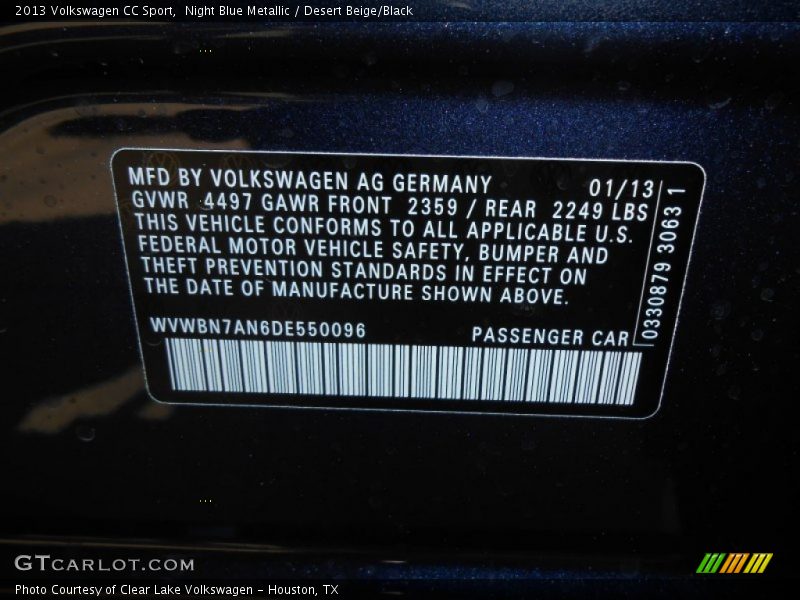 2013 Volkswagen CC Sport,  Night Blue Metallic / Desert Beige/Black
MFD BY VOLKSWAGEN AG GERMANY 01/13
GVWR 4497 GAWR FRONT 2359 / REAR 2249 LBS
THIS VEHICLE CONFORMS TO ALL APPLICABLE U.S.
FEDERAL MOTOR VEHICLE SAFETY, BUMPER AND
THEFT PREVENTION STANDARDS IN EFFECT ON
THE DATE OF MANUFACTURE SHOWN ABOVE.
WVWBN7AN6DE550096 PASSENGER CAR
0330879 3063 1
GTCARLOT.COM
Photo Courtesy of Clear Lake Volkswagen - Houston, TX